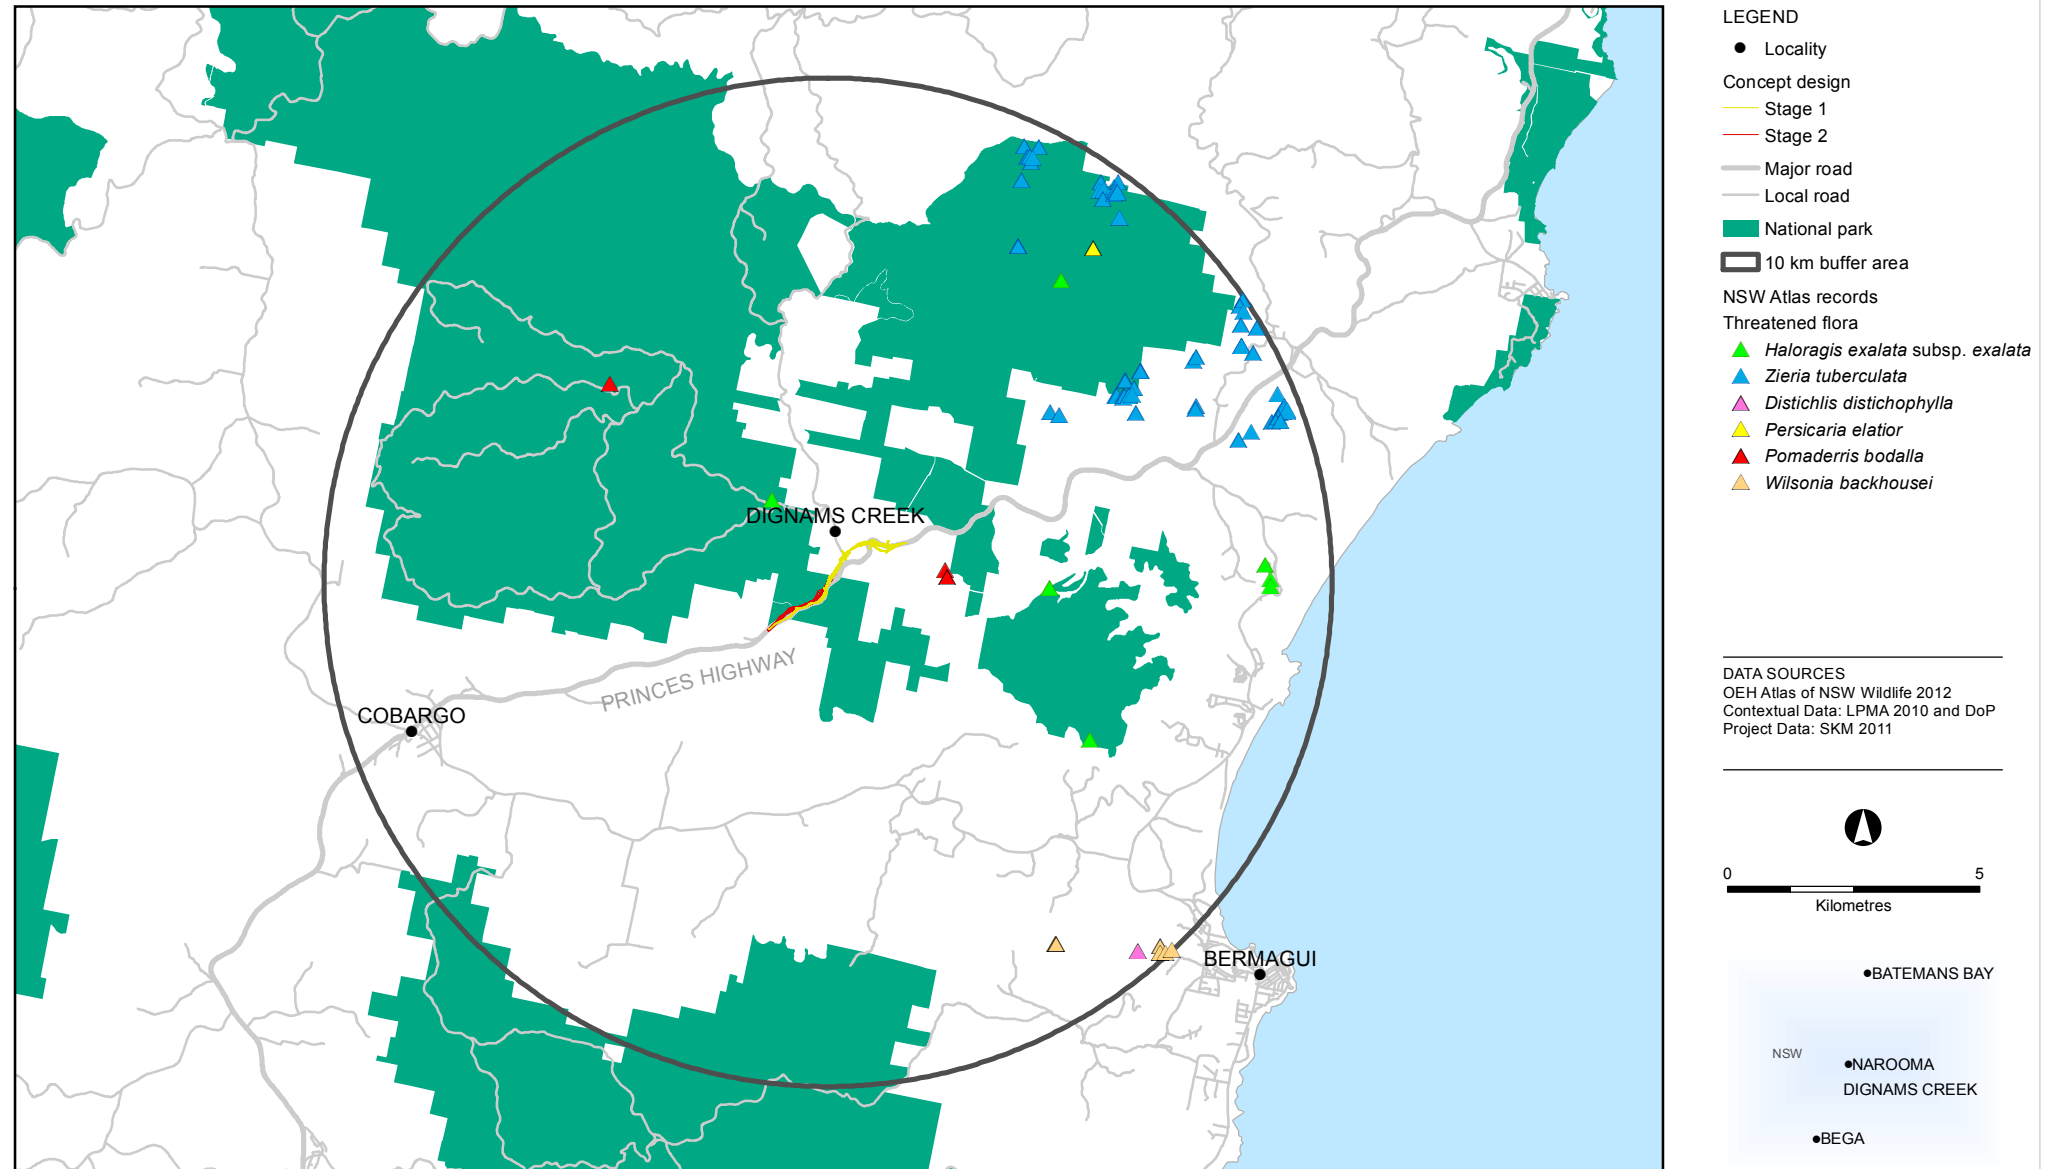 DIGNAMS CREEK
PRINCES HIGHWAY
COBARGO
BERMAGUI
LEGEND
Locality
Concept design
Stage 1
Stage 2
Major road
Local road
National park
10 km buffer area
NSW Atlas records
Threatened flora
Haloragis exalata subsp. exalata
Zieria tuberculata
Distichlis distichophylla
Persicaria elatior
Pomaderris bodalla
Wilsonia backhousei
DATA SOURCES
OEH Atlas of NSW Wildlife 2012
Contextual Data: LPMA 2010 and DoP
Project Data: SKM 2011
0 5
Kilometres
BATEMANS BAY
NSW
NAROOMA
DIGNAMS CREEK
BEGA